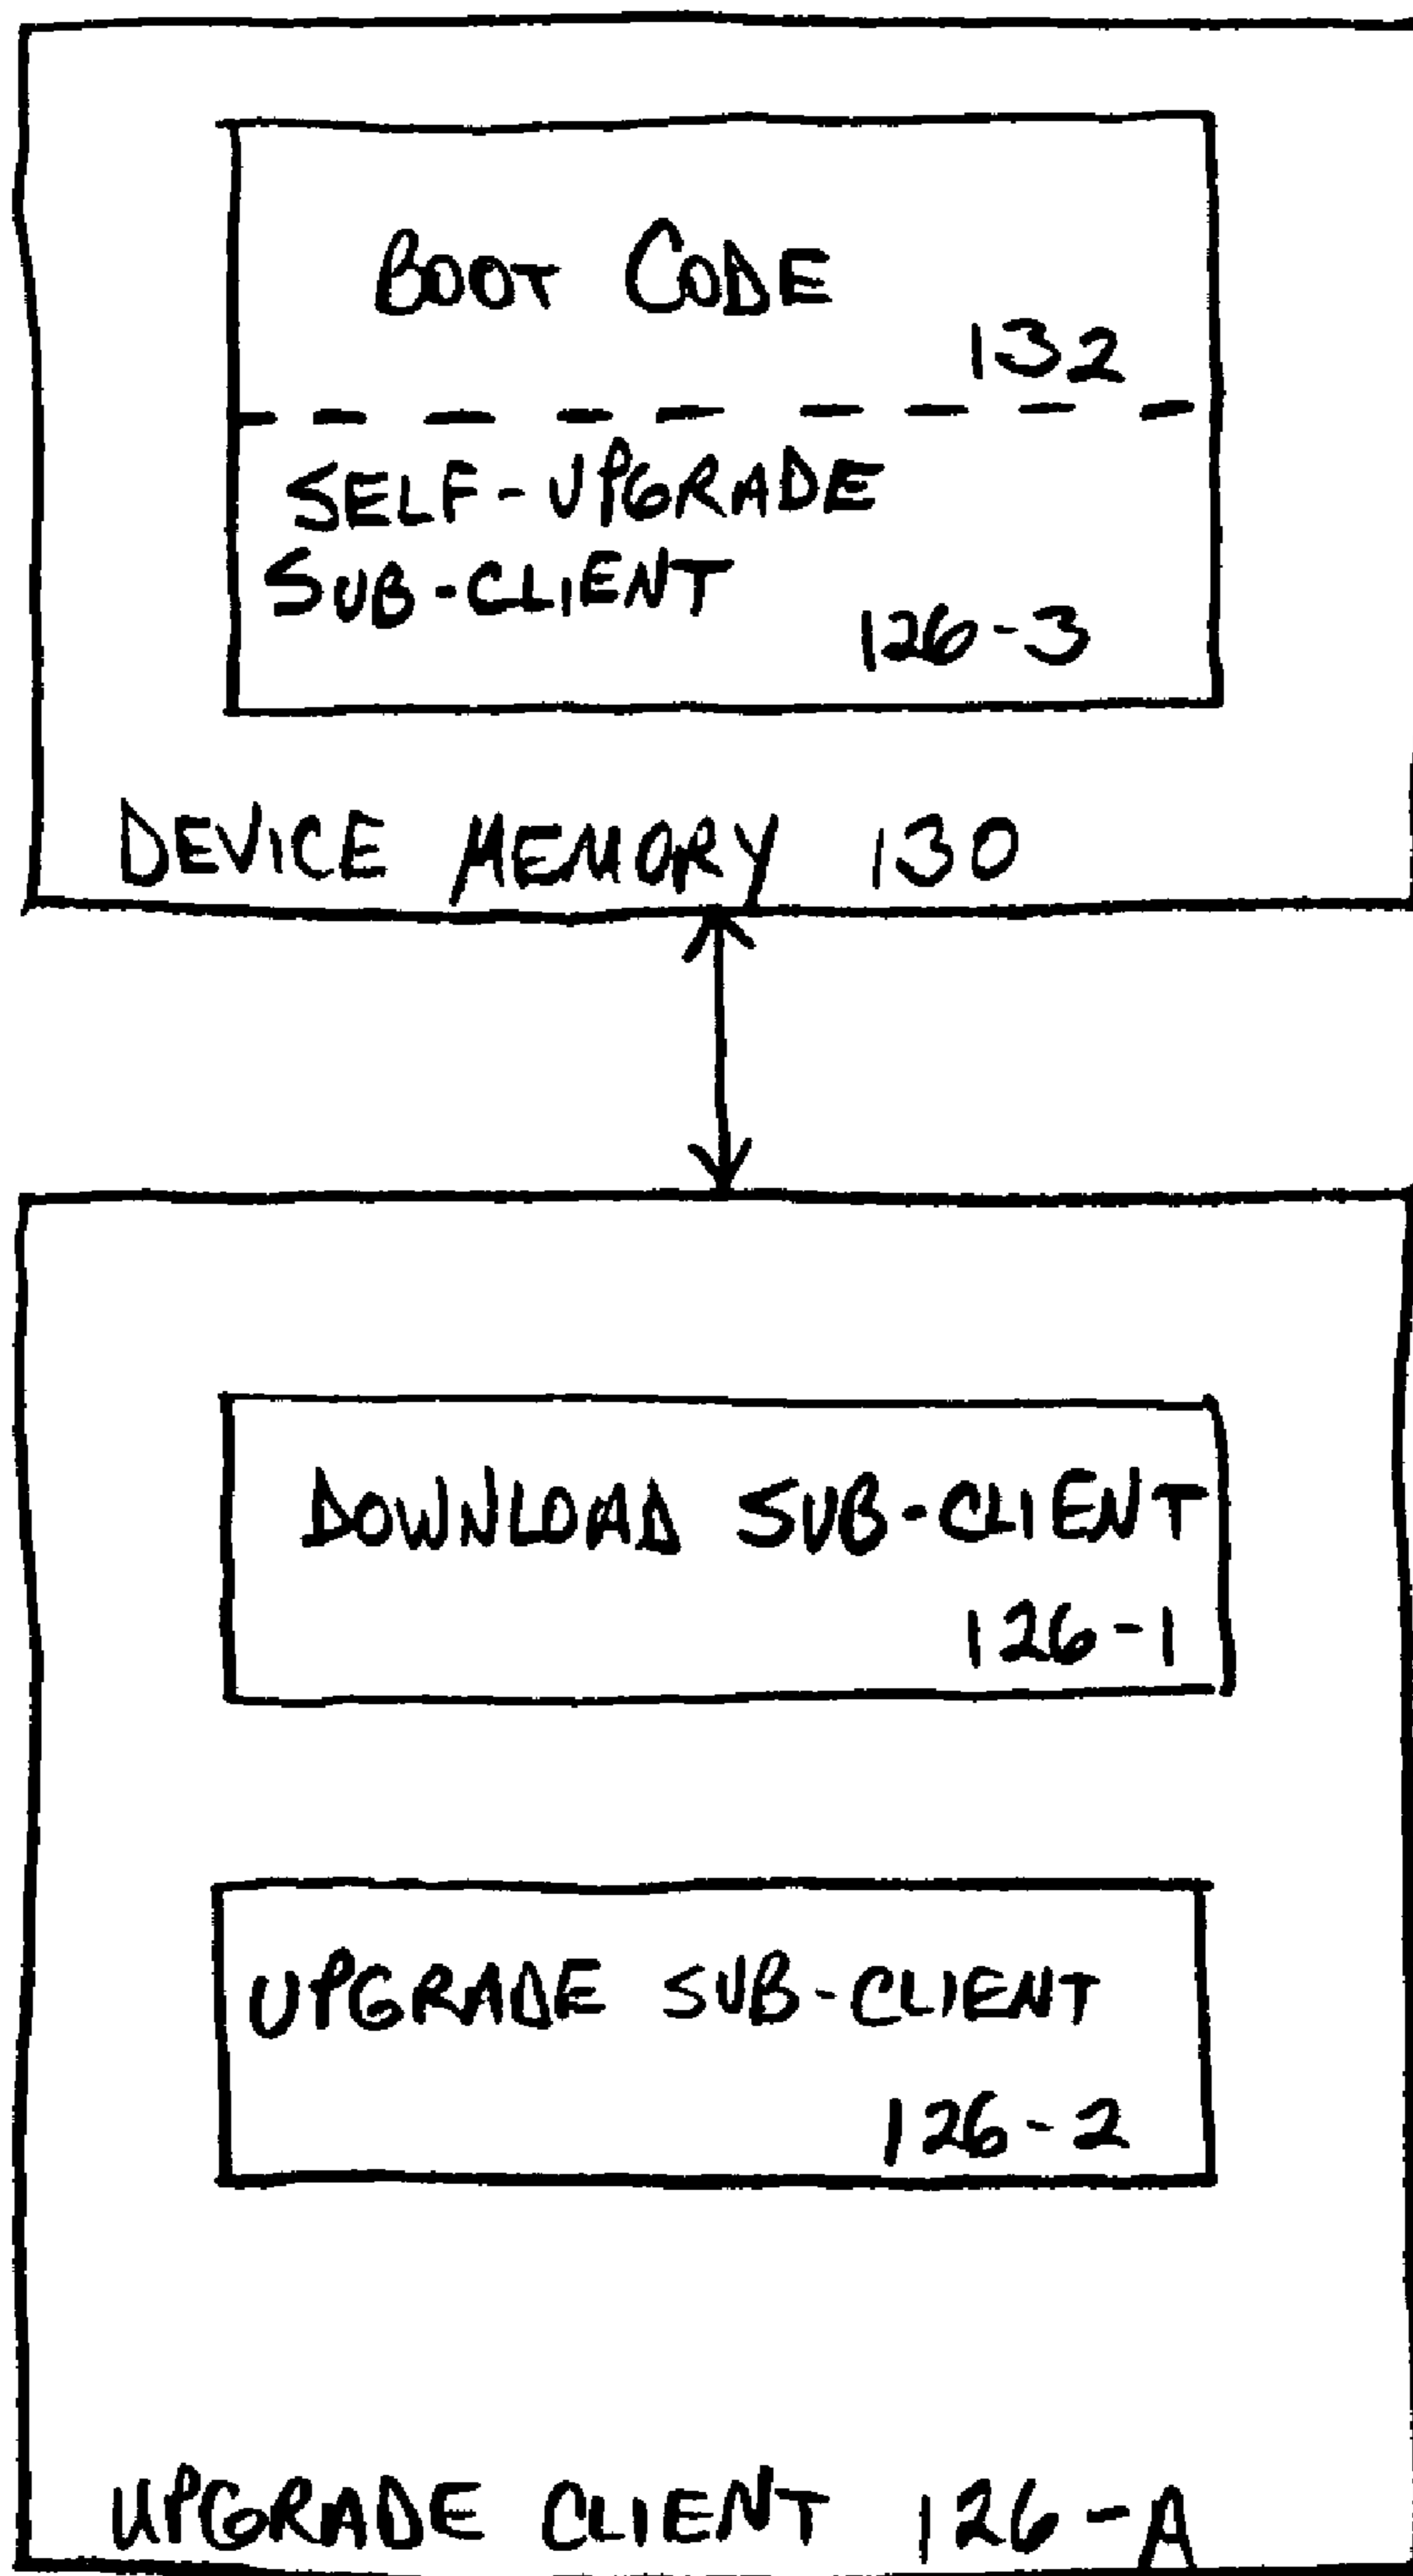 BOOT CODE
132
SELF-UPGRADE
SUB-CLIENT
126-3
DEVICE MEMORY 130
DOWNLOAD SUB-CLIENT
126-1
UPGRADE SUB-CLIENT
126-2
UPGRADE CLIENT 126-A